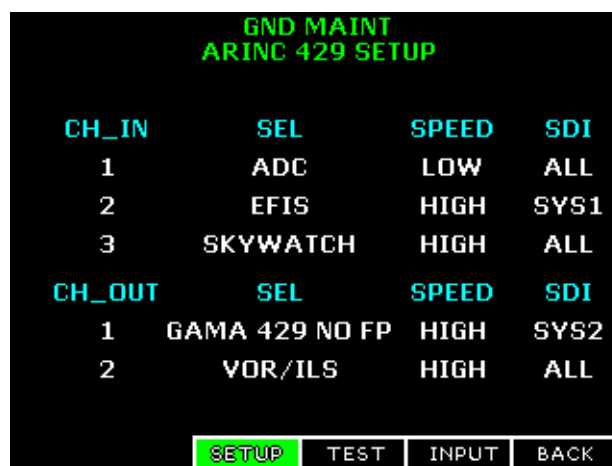 GND MAINT
ARINC 429 SETUP
CH_IN SEL SPEED SDI
1 ADC LOW ALL
2 EFIS HIGH SYS1
3 SKYWATCH HIGH ALL
CH_OUT SEL SPEED SDI
1 GAMA 429 NO FP HIGH SYS2
2 VOR/ILS HIGH ALL
SETUP TEST INPUT BACK